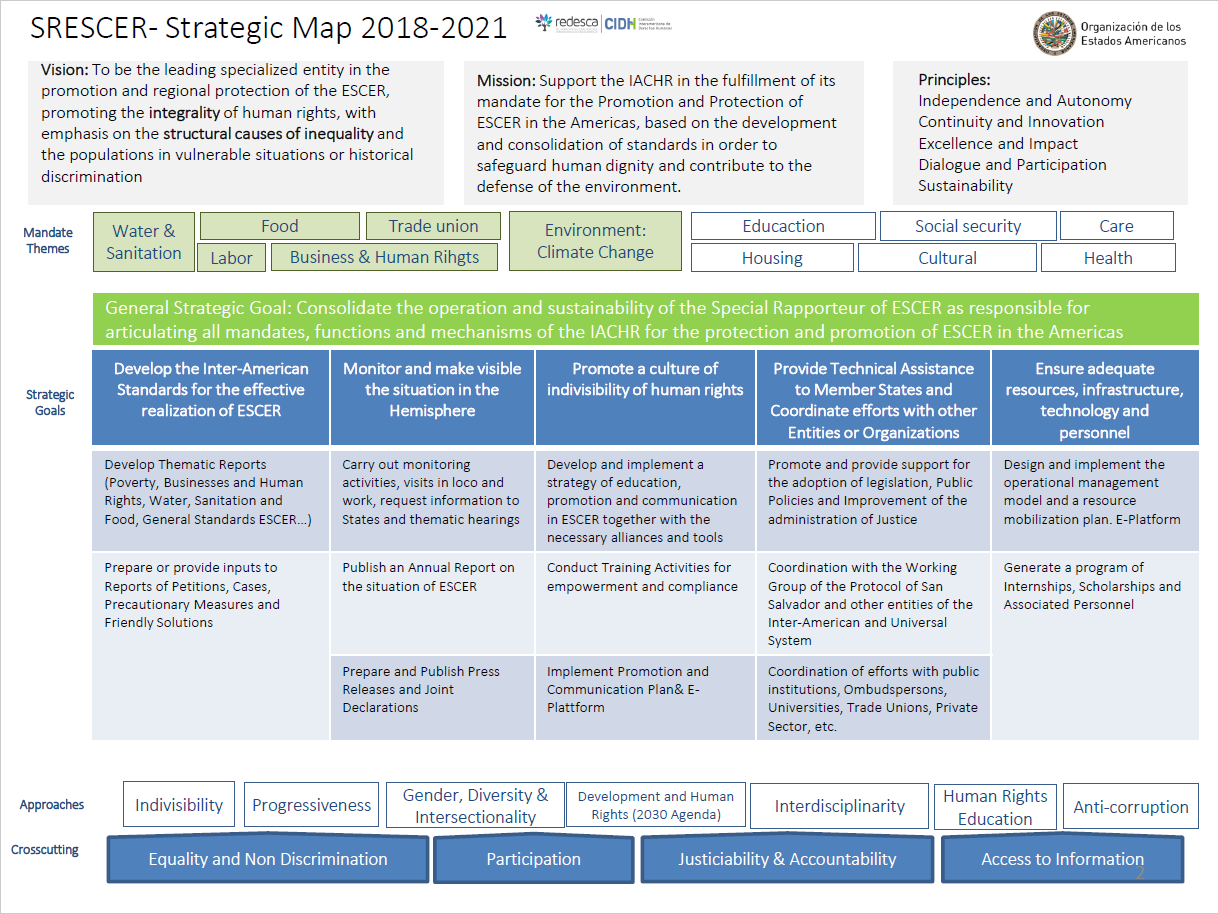 SRESCER- Strategic Map 2018-2021
redesca
CIDH
Comisión
Interamericana de
Derechos Humanos
Organización de los
Estados Americanos
Vision: To be the leading specialized entity in the
promotion and regional protection of the ESCER,
promoting the integrality of human rights, with
emphasis on the structural causes of inequality and
the populations in vulnerable situations or historical
discrimination
Mission: Support the IACHR in the fulfillment of its
mandate for the Promotion and Protection of
ESCER in the Americas, based on the development
and consolidation of standards in order to
safeguard human dignity and contribute to the
defense of the environment.
Principles:
Independence and Autonomy
Continuity and Innovation
Excellence and Impact
Dialogue and Participation
Sustainability
Mandate
Themes
Water &
Sanitation
Food
Trade union
Labor
Business & Human Rihgts
Environment:
Climate Change
Educaction
Social security
Care
Housing
Cultural
Health
General Strategic Goal: Consolidate the operation and sustainability of the Special Rapporteur of ESCER as responsible for
articulating all mandates, functions and mechanisms of the IACHR for the protection and promotion of ESCER in the Americas
Strategic
Goals
Develop the Inter-American
Standards for the effective
realization of ESCER
Monitor and make visible
the situation in the
Hemisphere
Promote a culture of
indivisibility of human rights
Provide Technical Assistance
to Member States and
Coordinate efforts with other
Entities or Organizations
Ensure adequate
resources, infrastructure,
technology and
personnel
Develop Thematic Reports
(Poverty, Businesses and Human
Rights, Water, Sanitation and
Food, General Standards ESCER...)
Carry out monitoring
activities, visits in loco and
work, request information to
States and thematic hearings
Develop and implement a
strategy of education,
promotion and communication
in ESCER together with the
necessary alliances and tools
Promote and provide support for
the adoption of legislation, Public
Policies and Improvement of the
administration of Justice
Design and implement the
operational management
model and a resource
mobilization plan. E-Platform
Prepare or provide inputs to
Reports of Petitions, Cases,
Precautionary Measures and
Friendly Solutions
Publish an Annual Report on
the situation of ESCER
Conduct Training Activities for
empowerment and compliance
Coordination with the Working
Group of the Protocol of San
Salvador and other entities of the
Inter-American and Universal
System
Generate a program of
Internships, Scholarships and
Associated Personnel
Prepare and Publish Press
Releases and Joint
Declarations
Implement Promotion and
Communication Plan& E-
Plattform
Coordination of efforts with public
institutions, Ombudspersons,
Universities, Trade Unions, Private
Sector, etc.
Approaches
Indivisibility
Progressiveness
Gender, Diversity &
Intersectionality
Development and Human
Rights (2030 Agenda)
Interdisciplinarity
Human Rights
Education
Anti-corruption
Crosscutting
Equality and Non Discrimination
Participation
Justiciability & Accountability
Access to Information
2